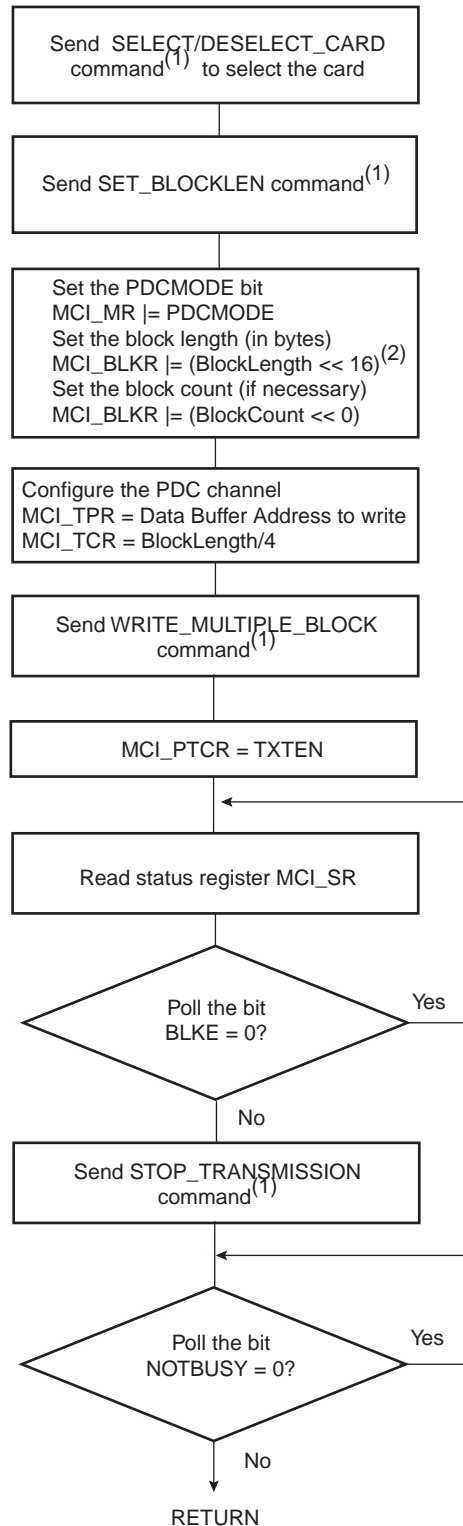 Send SELECT/DESELECT_CARD
command(1) to select the card
Send SET_BLOCKLEN command(1)
Set the PDCMODE bit
MCI_MR |= PDCMODE
Set the block length (in bytes)
MCI_BLKR |= (BlockLength << 16)(2)
Set the block count (if necessary)
MCI_BLKR |= (BlockCount << 0)
Configure the PDC channel
MCI_TPR = Data Buffer Address to write
MCI_TCR = BlockLength/4
Send WRITE_MULTIPLE_BLOCK
command(1)
MCI_PTCR = TXTEN
Read status register MCI_SR
Poll the bit
BLKE = 0?
Yes
No
Send STOP_TRANSMISSION
command(1)
Poll the bit
NOTBUSY = 0?
Yes
No
RETURN